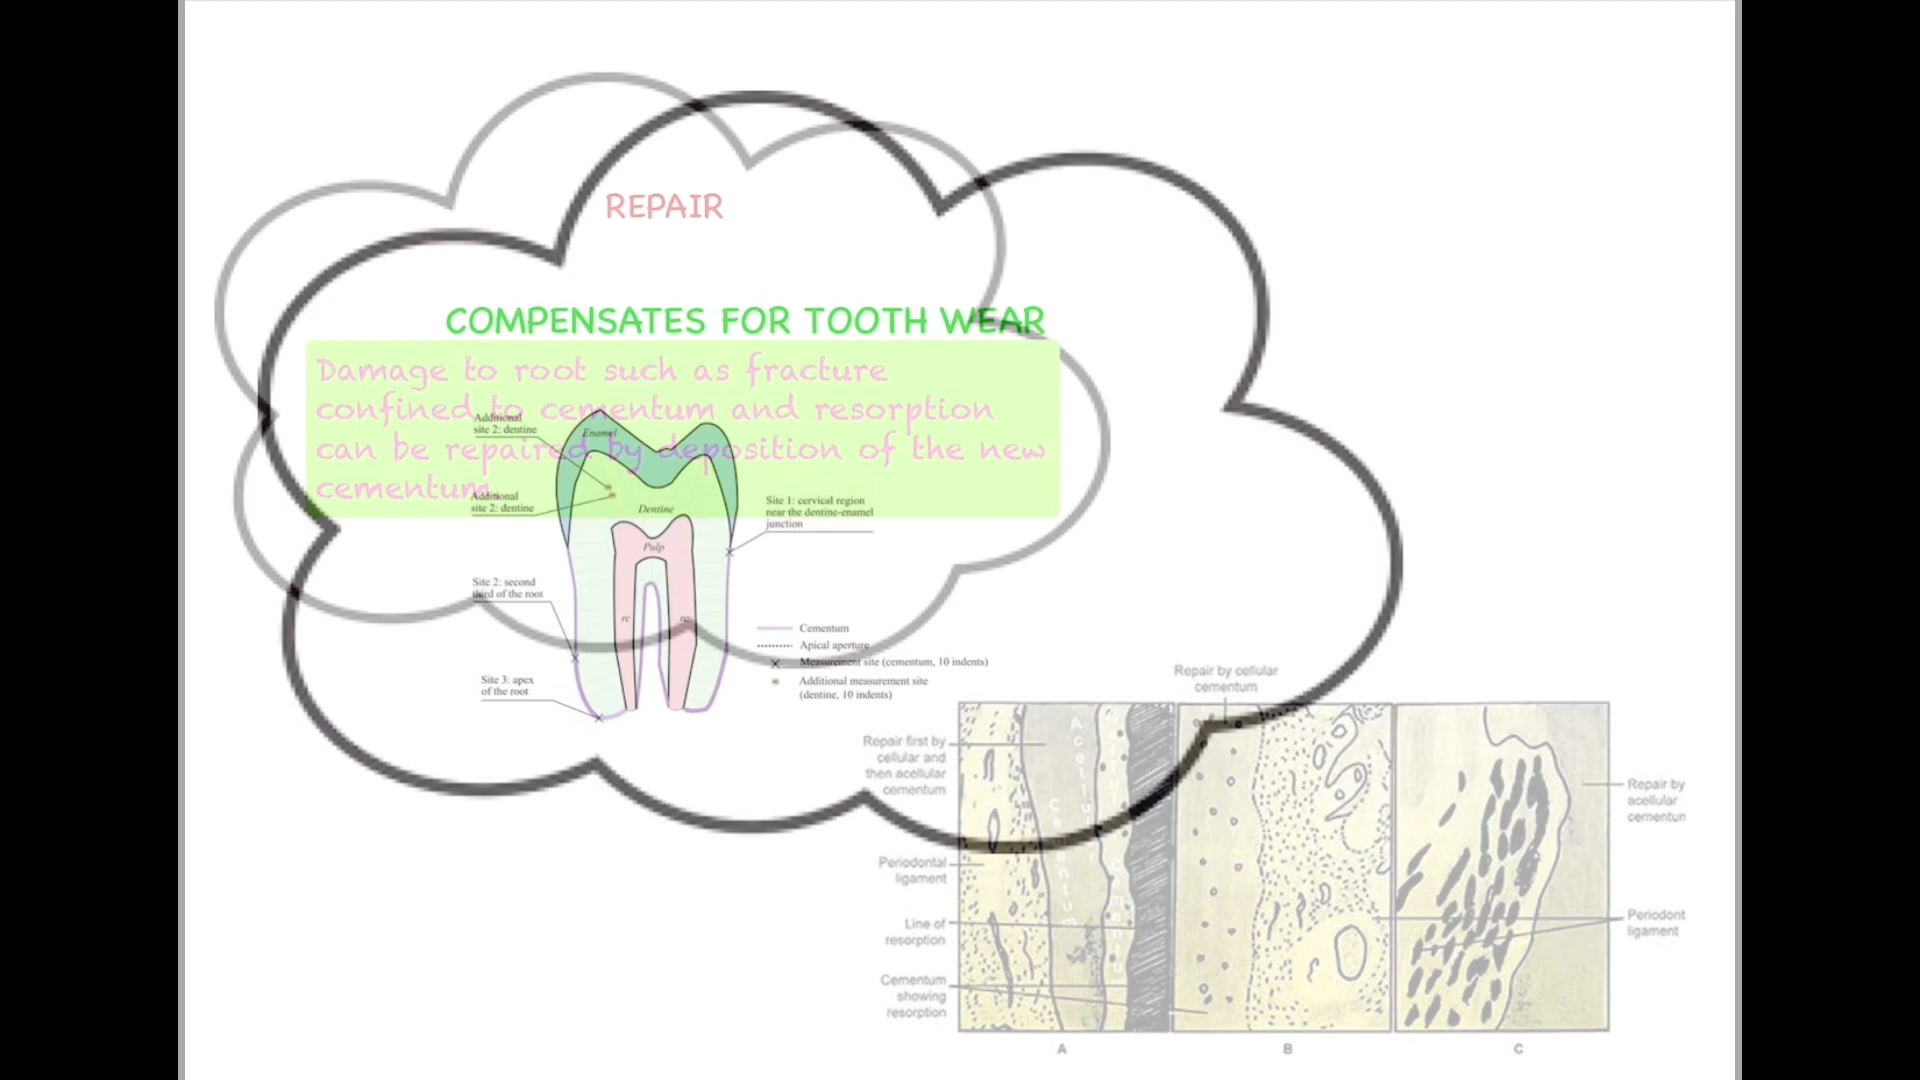 REPAIR
COMPENSATES FOR TOOTH WEAR
Damage to root such as fracture
confined to cementum and resorption
can be repaired by deposition of the new
cementum.
Additional
site 2: dentine
Enamel
Additional
site 2: dentine
Dentine
Site 1: cervical region
near the dentine-enamel
junction
Pulp
Site 2: second
third of the root
rc
rc
Cementum
Apical aperture
Measurement site (cementum, 10 indents)
Site 3: apex
of the root
Additional measurement site
(dentine, 10 indents)
Repair by cellular
cementum
Repair first by
cellular and
then acellular
cementum
Acellular
Cementum
Cementum
Repair by
acellular
cementun
Periodontal
ligament
Line of
resorption
Periodont
ligament
Cementum
showing
resorption
A
B
C